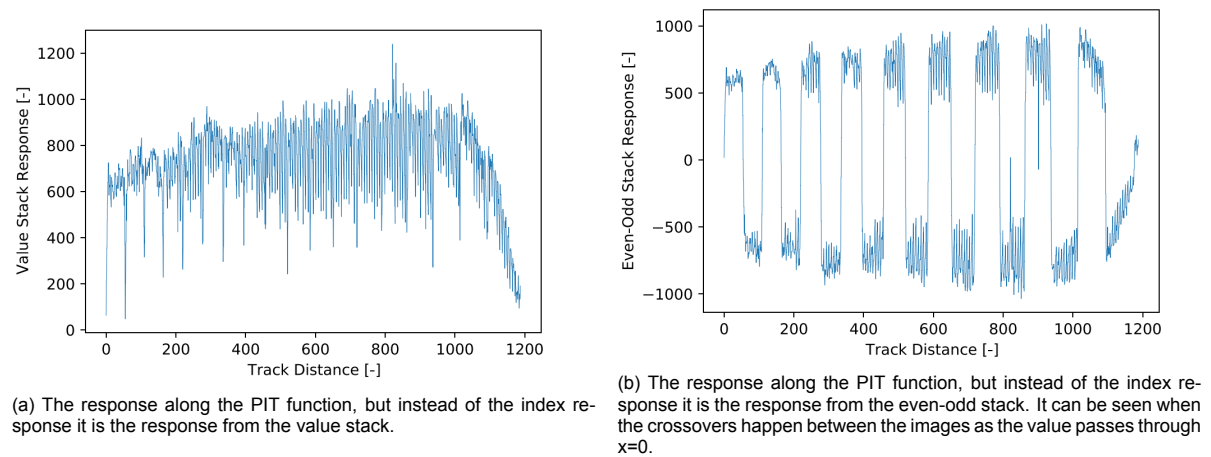 1200
1000
800
600
400
200
0
Value Stack Response [-]
0 200 400 600 800 1000 1200
Track Distance [-]
(a) The response along the PIT function, but instead of the index re-
sponse it is the response from the value stack.
1000
500
0
−500
−1000
Even-Odd Stack Response [-]
0 200 400 600 800 1000 1200
Track Distance [-]
(b) The response along the PIT function, but instead of the index re-
sponse it is the response from the even-odd stack. It can be seen when
the crossovers happen between the images as the value passes through
x=0.